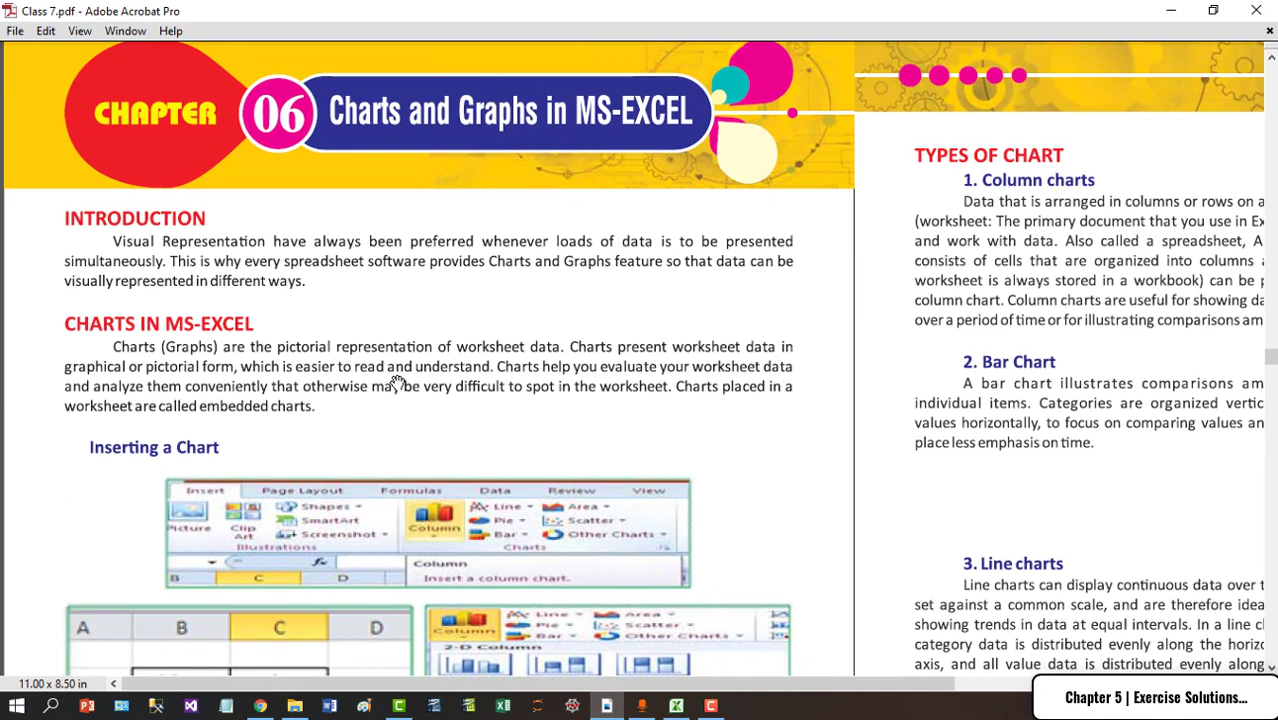 Class 7.pdf - Adobe Acrobat Pro
File Edit View Window Help
CHAPTER 06 Charts and Graphs in MS-EXCEL
INTRODUCTION
Visual Representation have always been preferred whenever loads of data is to be presented
simultaneously. This is why every spreadsheet software provides Charts and Graphs feature so that data can be
visually represented in different ways.
CHARTS IN MS-EXCEL
Charts (Graphs) are the pictorial representation of worksheet data. Charts present worksheet data in
graphical or pictorial form, which is easier to read and understand. Charts help you evaluate your worksheet data
and analyze them conveniently that otherwise may be very difficult to spot in the worksheet. Charts placed in a
worksheet are called embedded charts.
Inserting a Chart
Insert Page Layout Formulas Data Review View
Picture Clip Art Shapes SmartArt Screenshot Illustrations
Column Line Pie Bar Area Scatter Other Charts Charts
fx
B C D
Column
Insert a column chart.
A B C D
Column Line Pie Bar Area Scatter Other Charts
2-D Column
TYPES OF CHART
1. Column charts
Data that is arranged in columns or rows on a
(worksheet: The primary document that you use in Ex
and work with data. Also called a spreadsheet, A
consists of cells that are organized into columns
worksheet is always stored in a workbook) can be p
column chart. Column charts are useful for showing da
over a period of time or for illustrating comparisons am
2. Bar Chart
A bar chart illustrates comparisons am
individual items. Categories are organized vertic
values horizontally, to focus on comparing values an
place less emphasis on time.
3. Line charts
Line charts can display continuous data over t
set against a common scale, and are therefore idea
showing trends in data at equal intervals. In a line c
category data is distributed evenly along the horizo
axis, and all value data is distributed evenly along
11.00 x 8.50 in
Chapter 5 | Exercise Solutions...